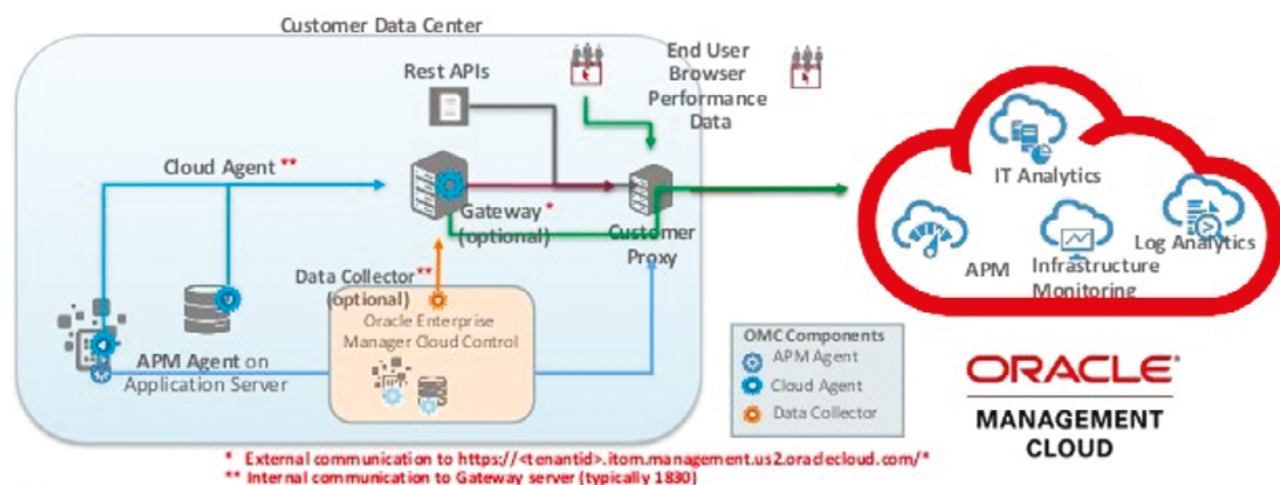 Customer Data Center
Rest APIs
End User
Browser
Performance
Data
Cloud Agent **
Gateway *
(optional)
Customer
Proxy
Data Collector **
(optional)
Oracle Enterprise
Manager Cloud Control
APM Agent on
Application Server
IT Analytics
Log Analytics
APM
Infrastructure
Monitoring
OMC Components
APM Agent
Cloud Agent
Data Collector
ORACLE®
MANAGEMENT
CLOUD
* External communication to https://<tenantid>.itom.management.us2.oraclecloud.com/*
** Internal communication to Gateway server (typically 1830)